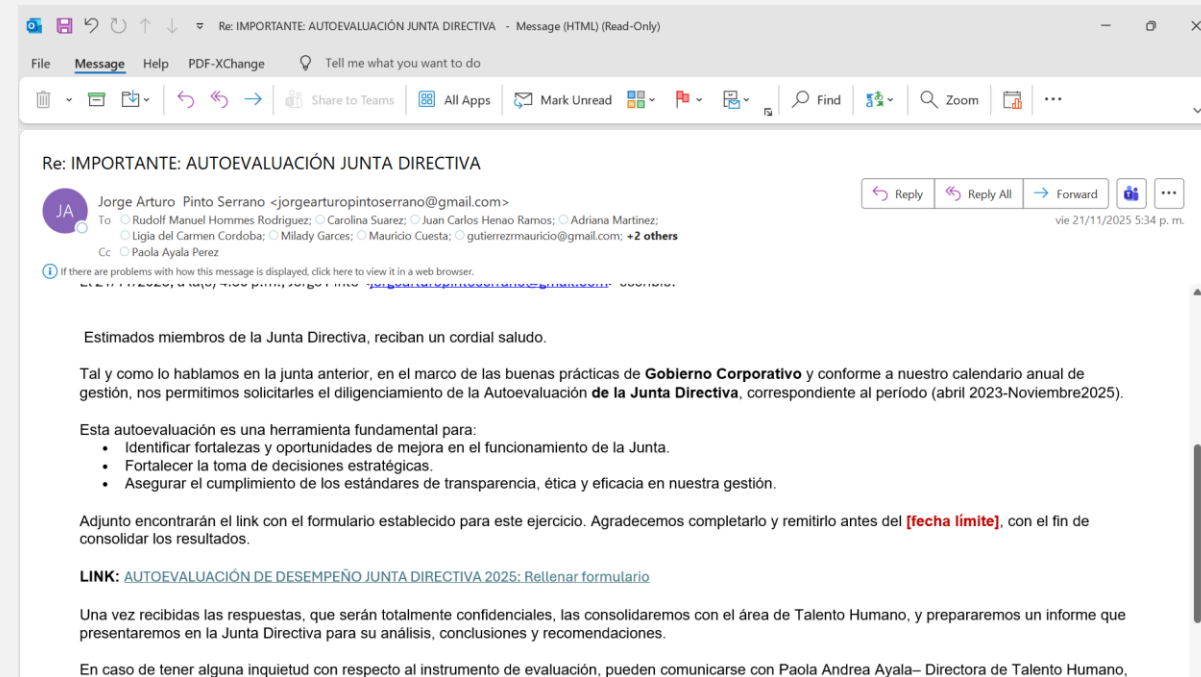 Re: IMPORTANTE: AUTOEVALUACIÓN JUNTA DIRECTIVA - Message (HTML) (Read-Only)
File Message Help PDF-XChange Tell me what you want to do
Share to Teams All Apps Mark Unread Find Zoom
Re: IMPORTANTE: AUTOEVALUACIÓN JUNTA DIRECTIVA
JA
Jorge Arturo Pinto Serrano <jorgearturopintoserrano@gmail.com>
To Rudolf Manuel Hommes Rodriguez; Carolina Suarez; Juan Carlos Henao Ramos; Adriana Martinez;
Ligia del Carmen Cordoba; Milady Garces; Mauricio Cuesta; gutierrezrmauricio@gmail.com; +2 others
Cc Paola Ayala Perez
Reply Reply All Forward
vie 21/11/2025 5:34 p. m.
If there are problems with how this message is displayed, click here to view it in a web browser.
Estimados miembros de la Junta Directiva, reciban un cordial saludo.
Tal y como lo hablamos en la junta anterior, en el marco de las buenas prácticas de Gobierno Corporativo y conforme a nuestro calendario anual de
gestión, nos permitimos solicitarles el diligenciamiento de la Autoevaluación de la Junta Directiva, correspondiente al período (abril 2023-Noviembre2025).
Esta autoevaluación es una herramienta fundamental para:
• Identificar fortalezas y oportunidades de mejora en el funcionamiento de la Junta.
• Fortalecer la toma de decisiones estratégicas.
• Asegurar el cumplimiento de los estándares de transparencia, ética y eficacia en nuestra gestión.
Adjunto encontrarán el link con el formulario establecido para este ejercicio. Agradecemos completarlo y remitirlo antes del [fecha límite], con el fin de
consolidar los resultados.
LINK: AUTOEVALUACIÓN DE DESEMPEÑO JUNTA DIRECTIVA 2025: Rellenar formulario
Una vez recibidas las respuestas, que serán totalmente confidenciales, las consolidaremos con el área de Talento Humano, y prepararemos un informe que
presentaremos en la Junta Directiva para su análisis, conclusiones y recomendaciones.
En caso de tener alguna inquietud con respecto al instrumento de evaluación, pueden comunicarse con Paola Andrea Ayala– Directora de Talento Humano,